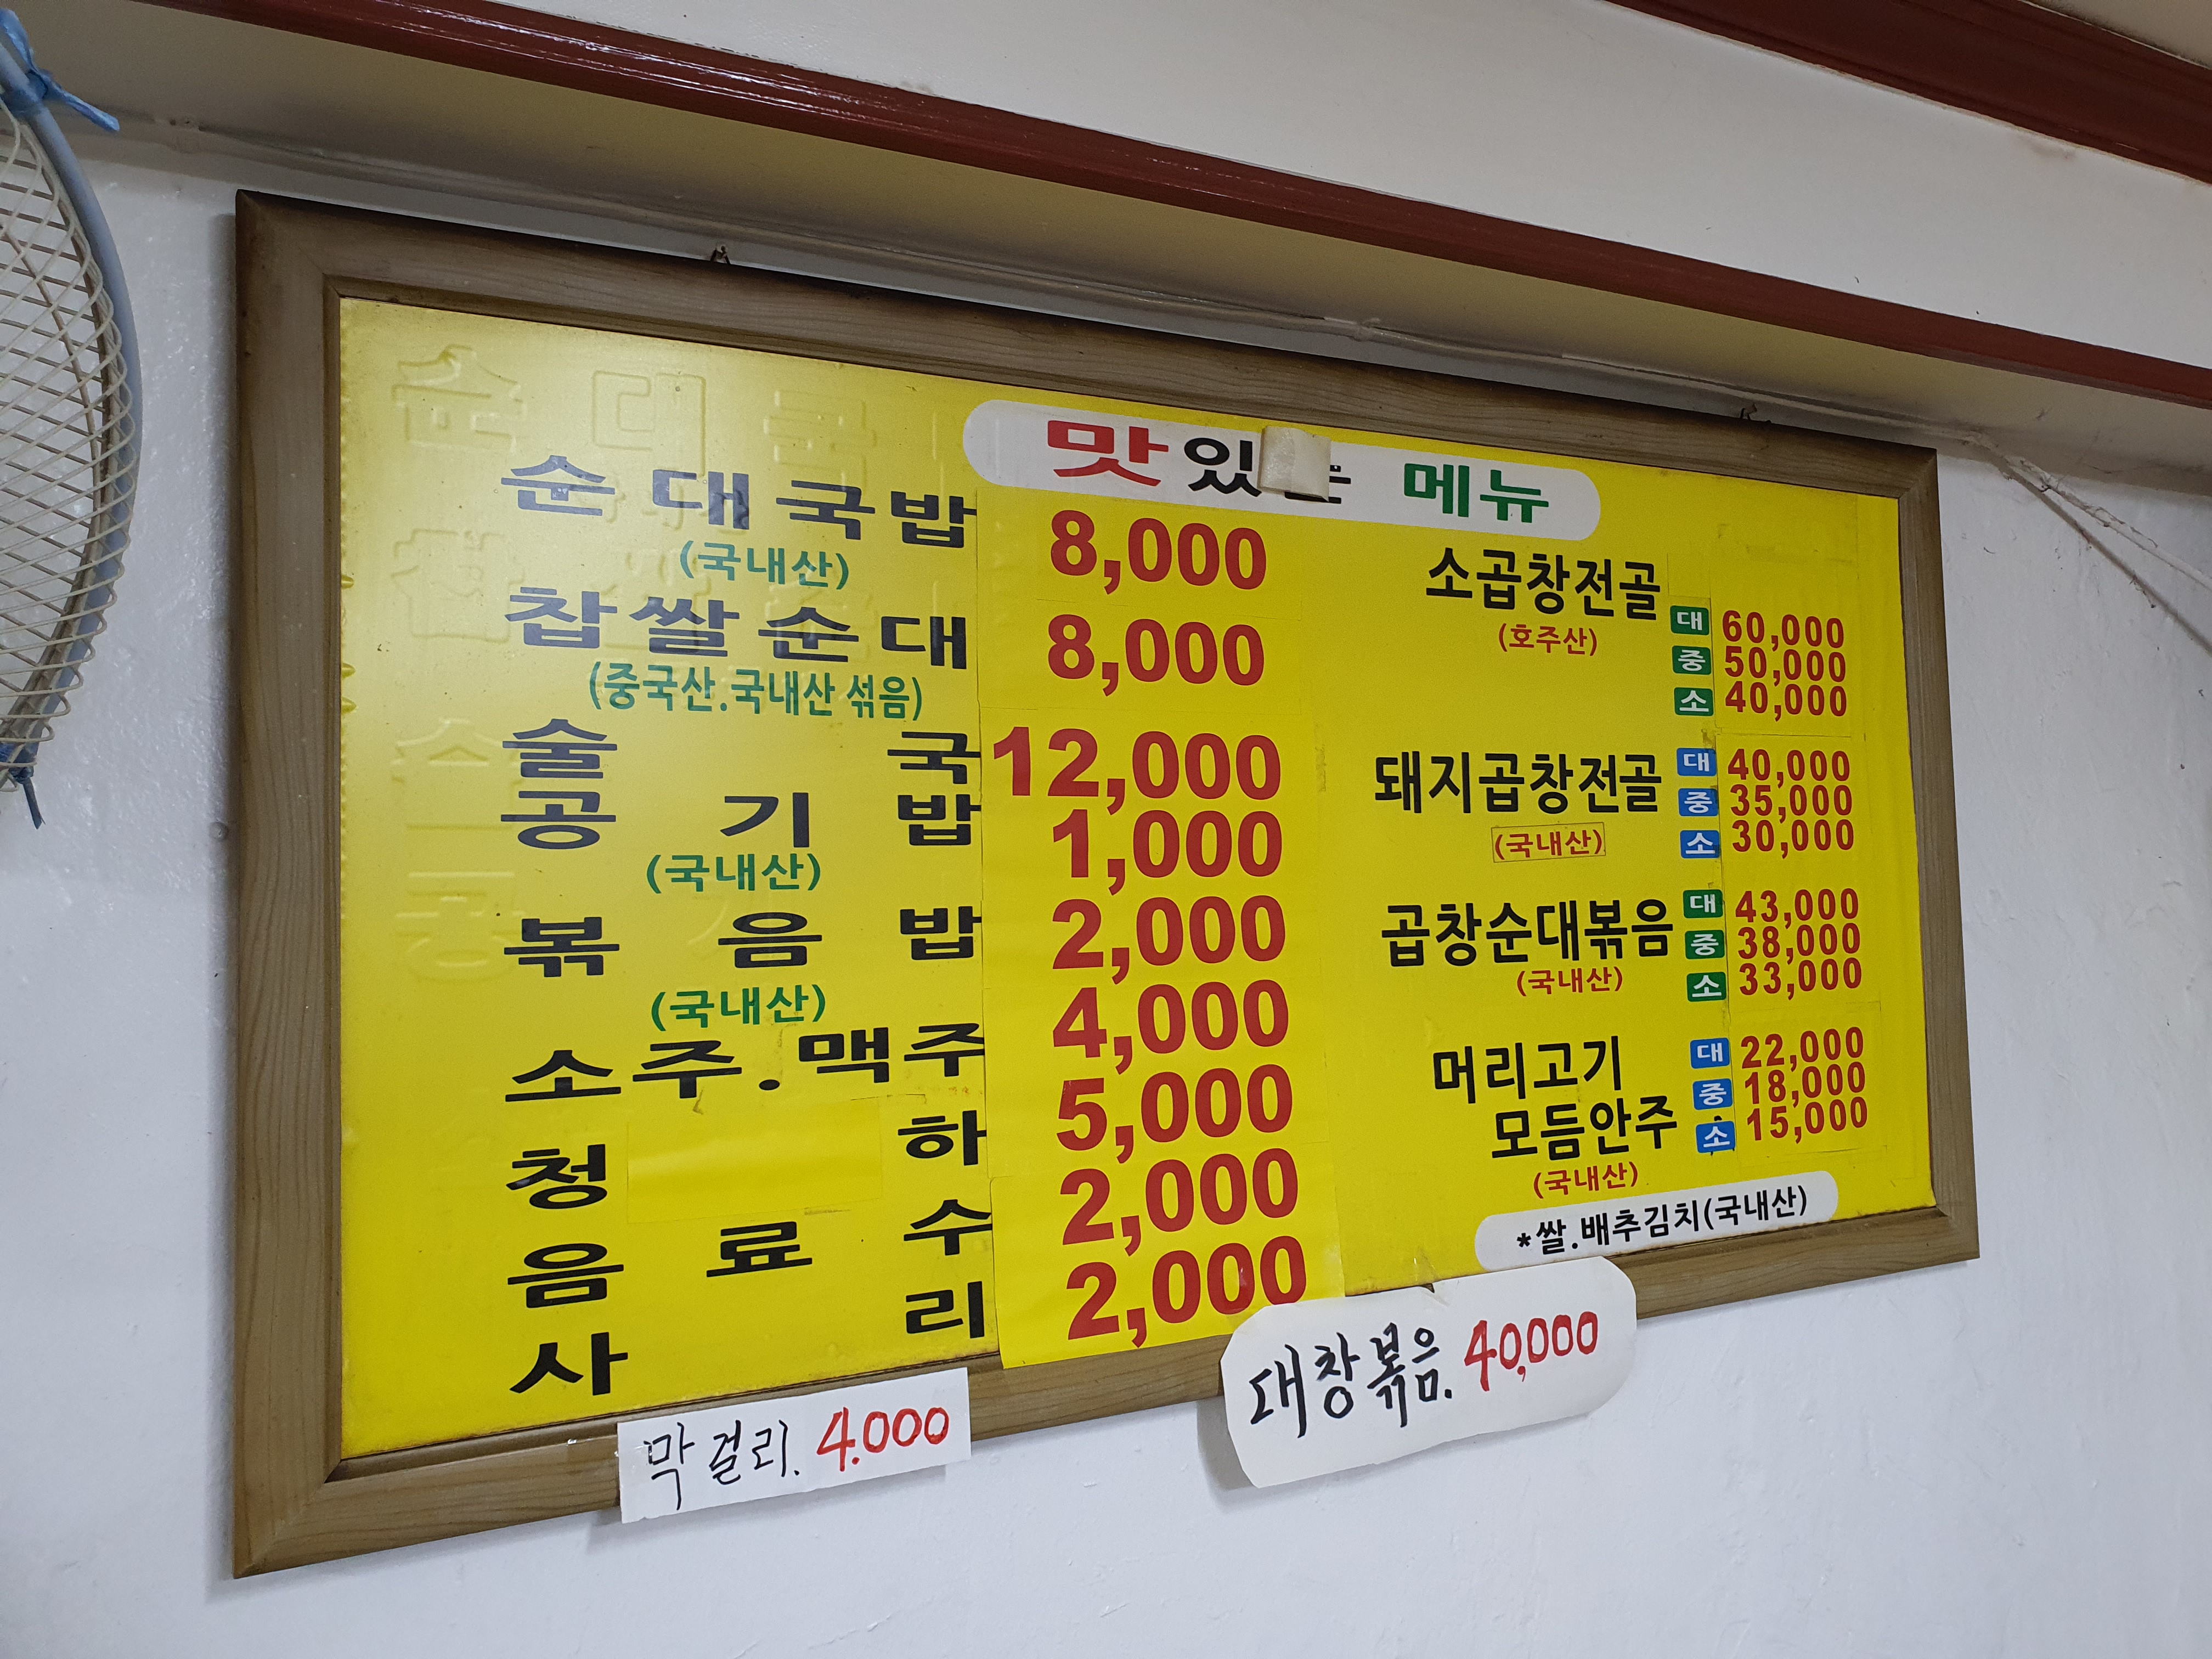 맛있는 메뉴
순대국밥 8,000
(국내산)
찹쌀순대 8,000
(중국산.국내산 섞음)
술국 12,000
공기밥 1,000
(국내산)
볶음밥 2,000
(국내산)
소주.맥주 4,000
청하 5,000
음료수 2,000
사리 2,000
소곱창전골
(호주산)
대 60,000
중 50,000
소 40,000
돼지곱창전골
(국내산)
대 40,000
중 35,000
소 30,000
곱창순대볶음
(국내산)
대 43,000
중 38,000
소 33,000
머리고기
모듬안주
(국내산)
대 22,000
중 18,000
소 15,000
*쌀.배추김치(국내산)
막걸리. 4.000
대창볶음. 40,000